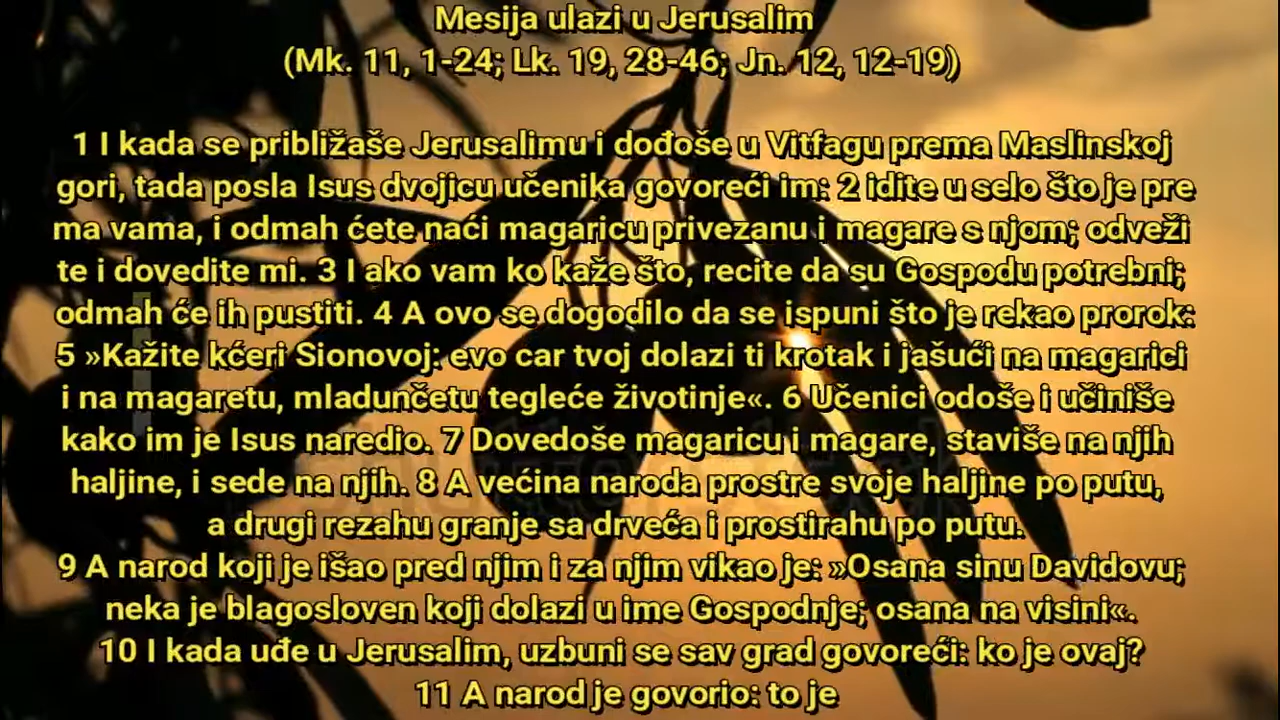 Mesija ulazi u Jerusalim
(Mk. 11, 1-24; Lk. 19, 28-46; Jn. 12, 12-19)
1 I kada se približaše Jerusalimu i dođoše u Vitfagu prema Maslinskoj
gori, tada posla Isus dvojicu učenika govoreći im: 2 idite u selo što je pre
ma vama, i odmah ćete naći magaricu privezanu i magare s njom; odveži
te i dovedite mi. 3 I ako vam ko kaže što, recite da su Gospodu potrebni;
odmah će ih pustiti. 4 A ovo se dogodilo da se ispuni što je rekao prorok:
5 »Kažite kćeri Sionovoj: evo car tvoj dolazi ti krotak i jašući na magarici
i na magaretu, mladunčetu tegleće životinje«. 6 Učenici odoše i učiniše
kako im je Isus naredio. 7 Dovedoše magaricu i magare, staviše na njih
haljine, i sede na njih. 8 A većina naroda prostre svoje haljine po putu,
a drugi rezahu granje sa drveća i prostirahu po putu.
9 A narod koji je išao pred njim i za njim vikao je: »Osana sinu Davidovu;
neka je blagosloven koji dolazi u ime Gospodnje; osana na visini«.
10 I kada uđe u Jerusalim, uzbuni se sav grad govoreći: ko je ovaj?
11 A narod je govorio: to je